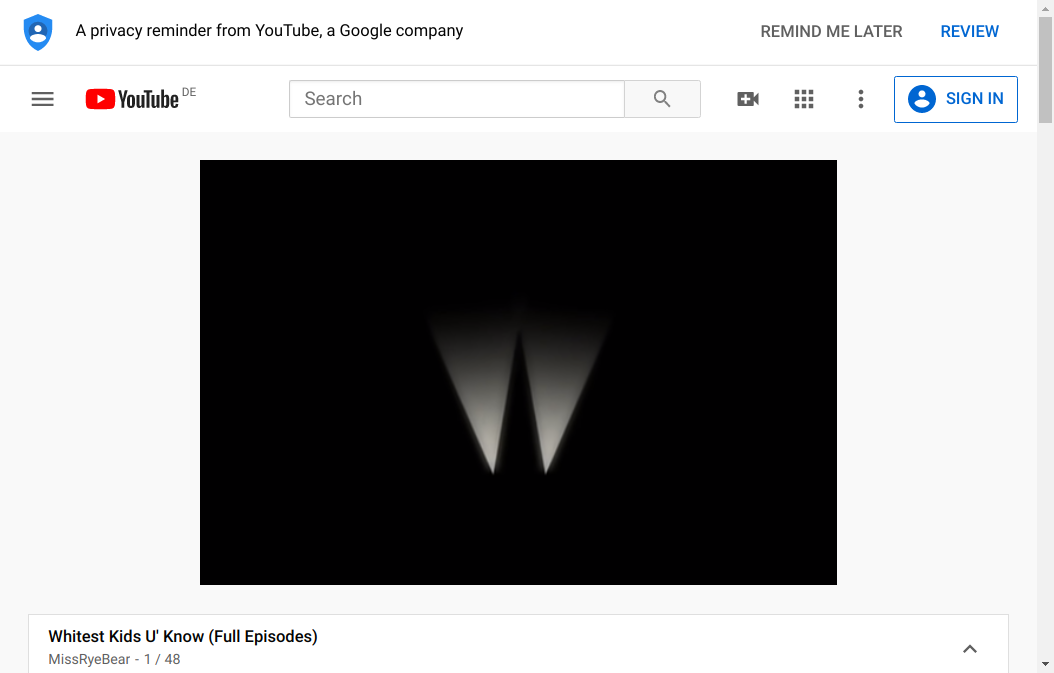 A privacy reminder from YouTube, a Google company
REMIND ME LATER
REVIEW
YouTube DE
Search
SIGN IN
Whitest Kids U' Know (Full Episodes)
MissRyeBear - 1 / 48